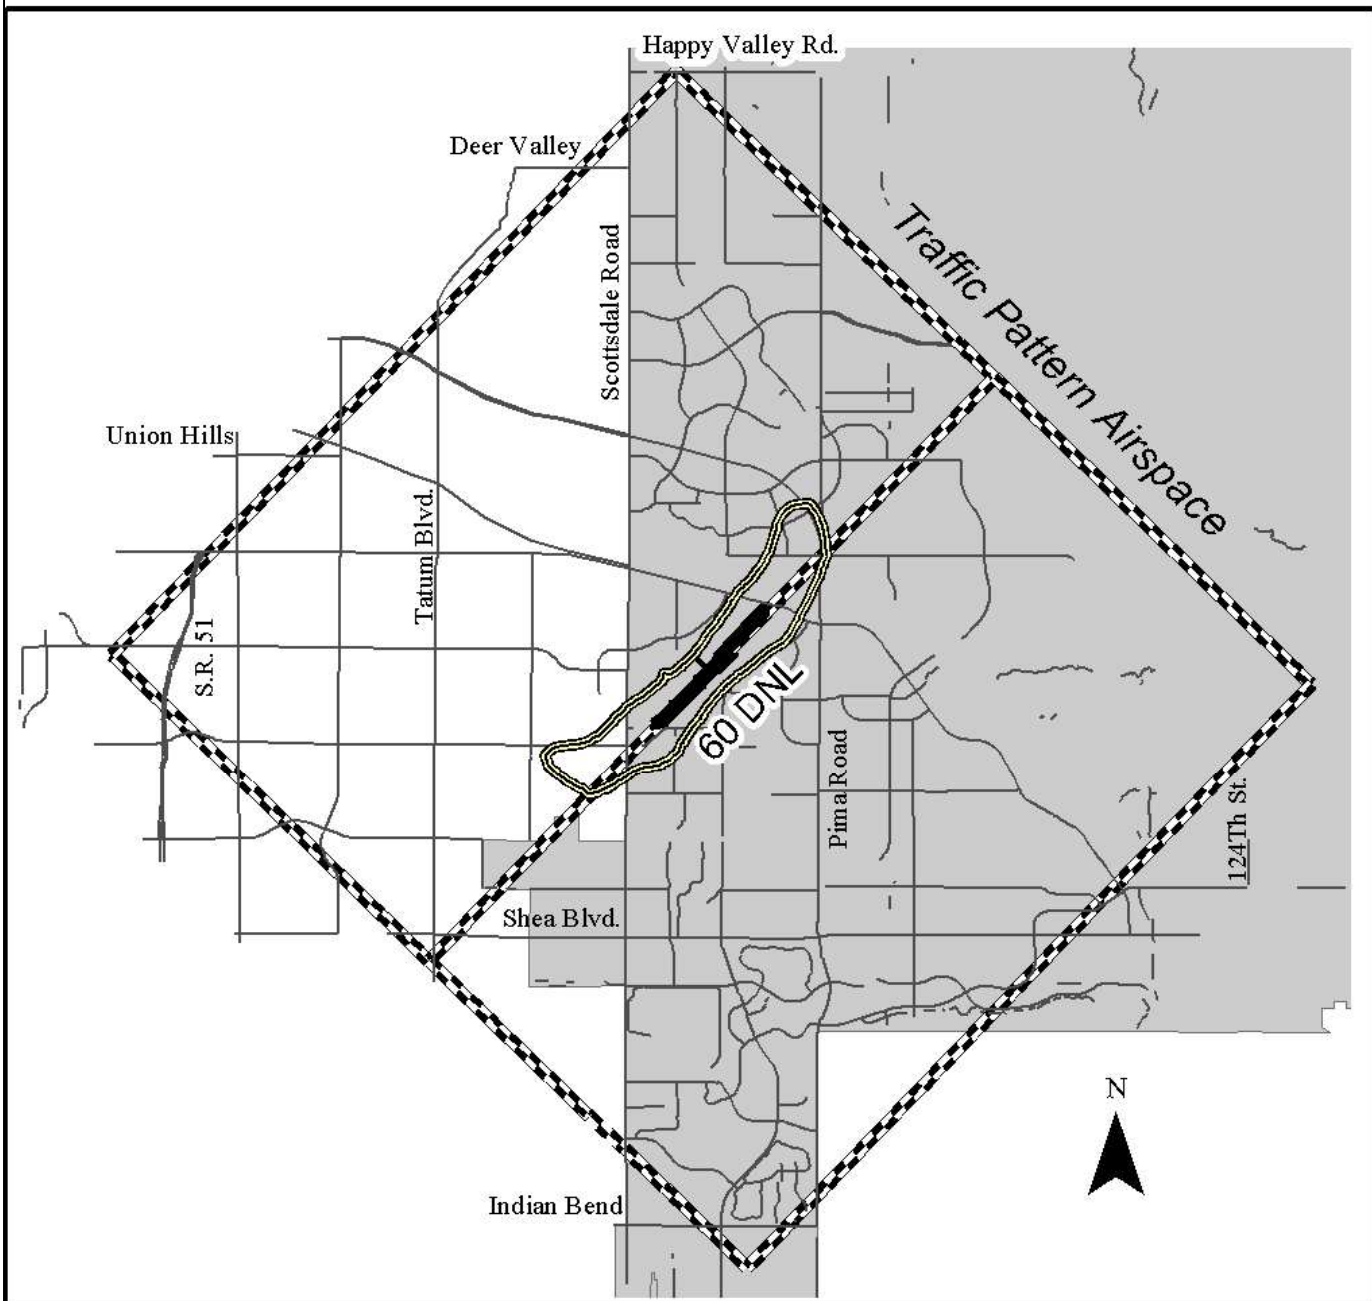 Happy Valley Rd.
Deer Valley
Scottsdale Road
Traffic Pattern Airspace
Union Hills
Tatum Blvd.
S.R. 51
60 DNL
Pima Road
124Th St.
Shea Blvd.
N
Indian Bend